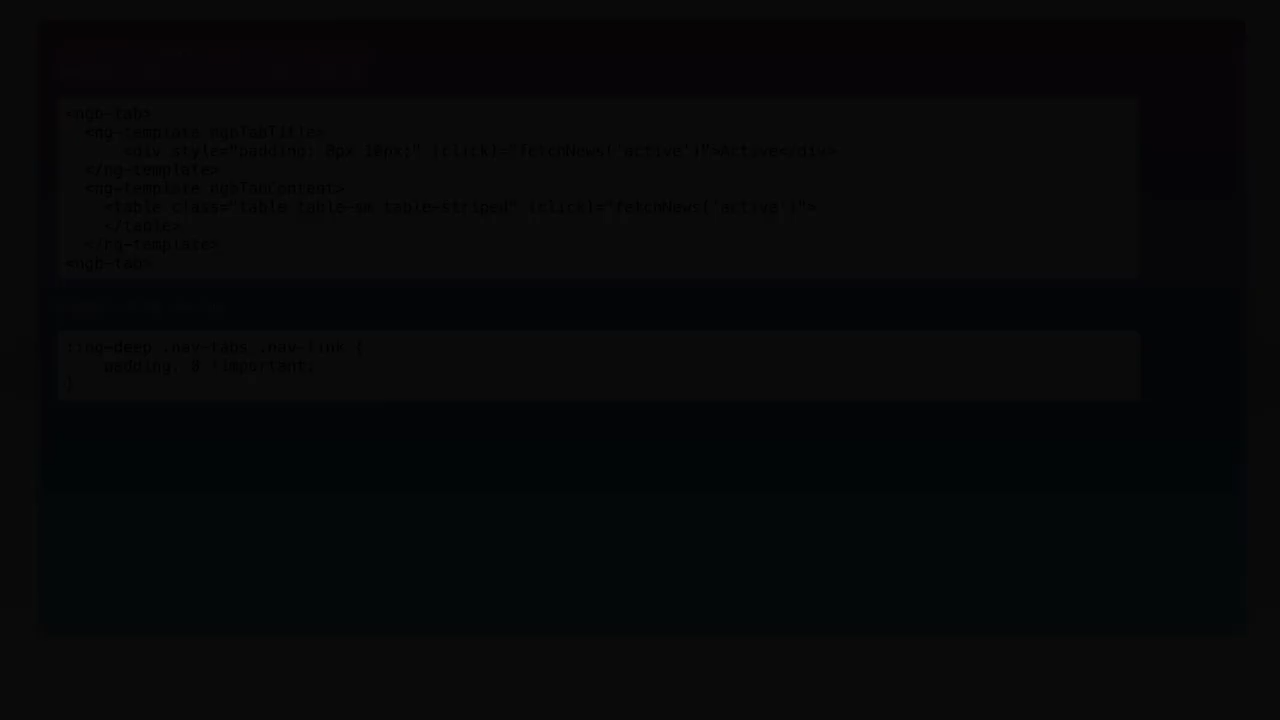 <ngb-tab>
<ng-template ngbTabTitle>
<div style="padding: 8px 16px;" (click)="fetchNews('active')">Active</div>
</ng-template>
<ng-template ngbTabContent>
<table class="table table-sm table-striped" (click)="fetchNews('active')">
</table>
</ng-template>
<ngb-tab>
::ng-deep .nav-tabs .nav-link {
padding: 0 !important;
}